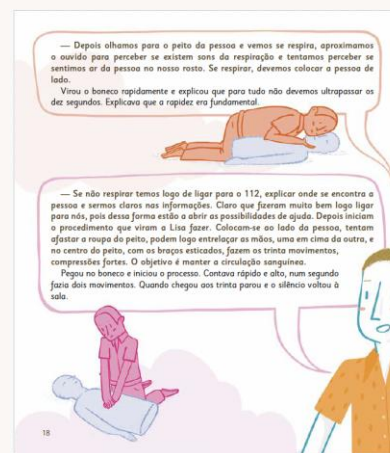 — Depois olhamos para o peito da pessoa e vemos se respira, aproximamos
o ouvido para perceber se existem sons da respiração e tentamos perceber se
sentimos ar da pessoa no nosso rosto. Se respirar, devemos colocar a pessoa de
lado.
Virou o boneco rapidamente e explicou que para tudo não devemos ultrapassar os
dez segundos. Explicava que a rapidez era fundamental.
— Se não respirar temos logo de ligar para o 112, explicar onde se encontra a
pessoa e sermos claros nas informações. Claro que fizeram muito bem logo ligar
para nós, pois dessa forma estão a abrir as possibilidades de ajuda. Depois iniciam
o procedimento que viram a Lisa fazer. Colocam-se ao lado da pessoa, tentam
afastar a roupa do peito, podem logo entrelaçar as mãos, uma em cima da outra, e
no centro do peito, com os braços esticados, fazem os trinta movimentos,
compressões fortes. O objetivo é manter a circulação sanguínea.
Pegou no boneco e iniciou o processo. Contava rápido e alto, num segundo
fazia dois movimentos. Quando chegou aos trinta parou e o silêncio voltou à
sala.
18